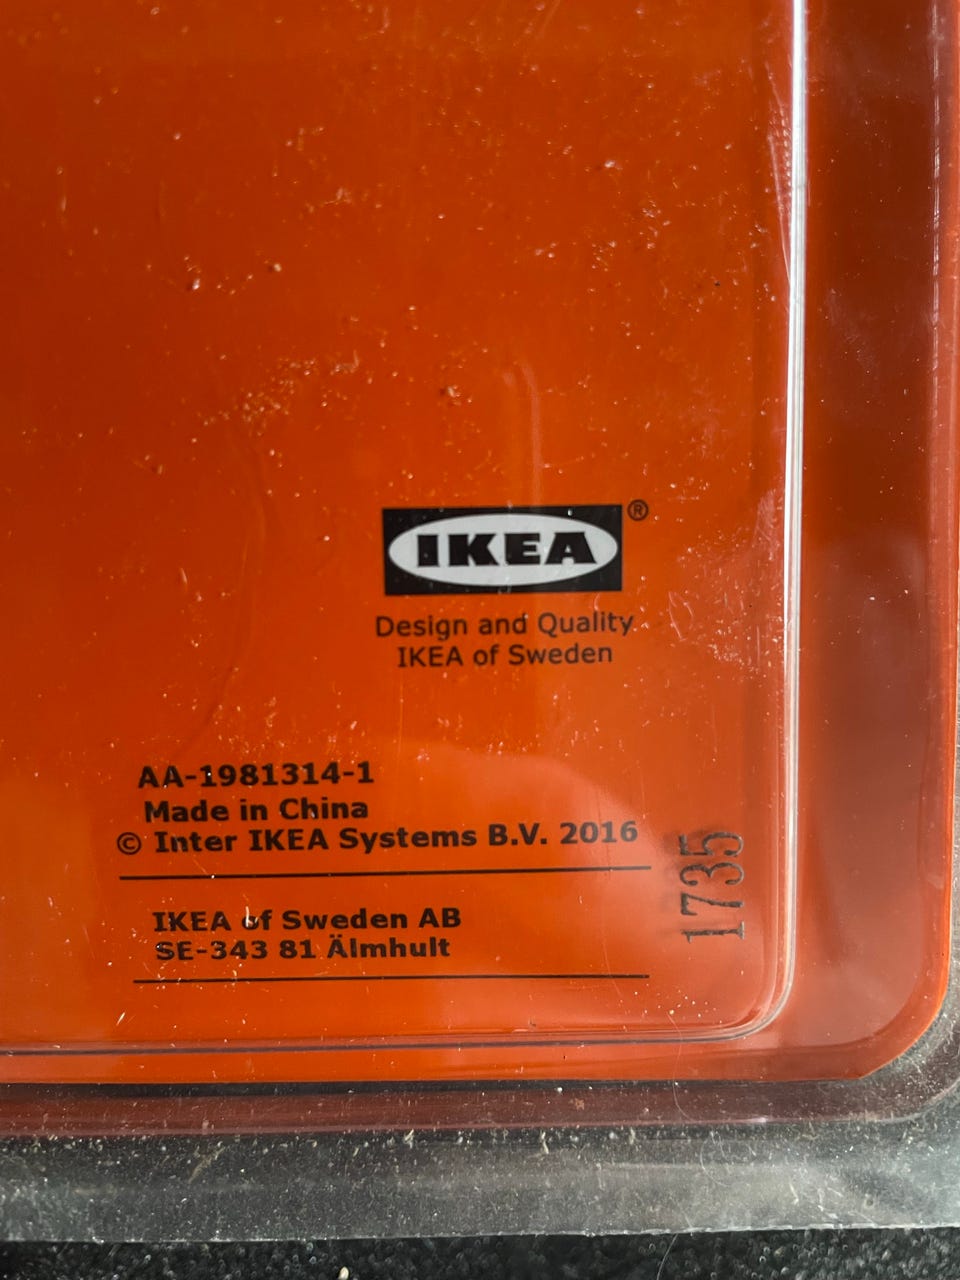 IKEA®
Design and Quality
IKEA of Sweden
AA-1981314-1
Made in China
© Inter IKEA Systems B.V. 2016
1735
IKEA of Sweden AB
SE-343 81 Älmhult